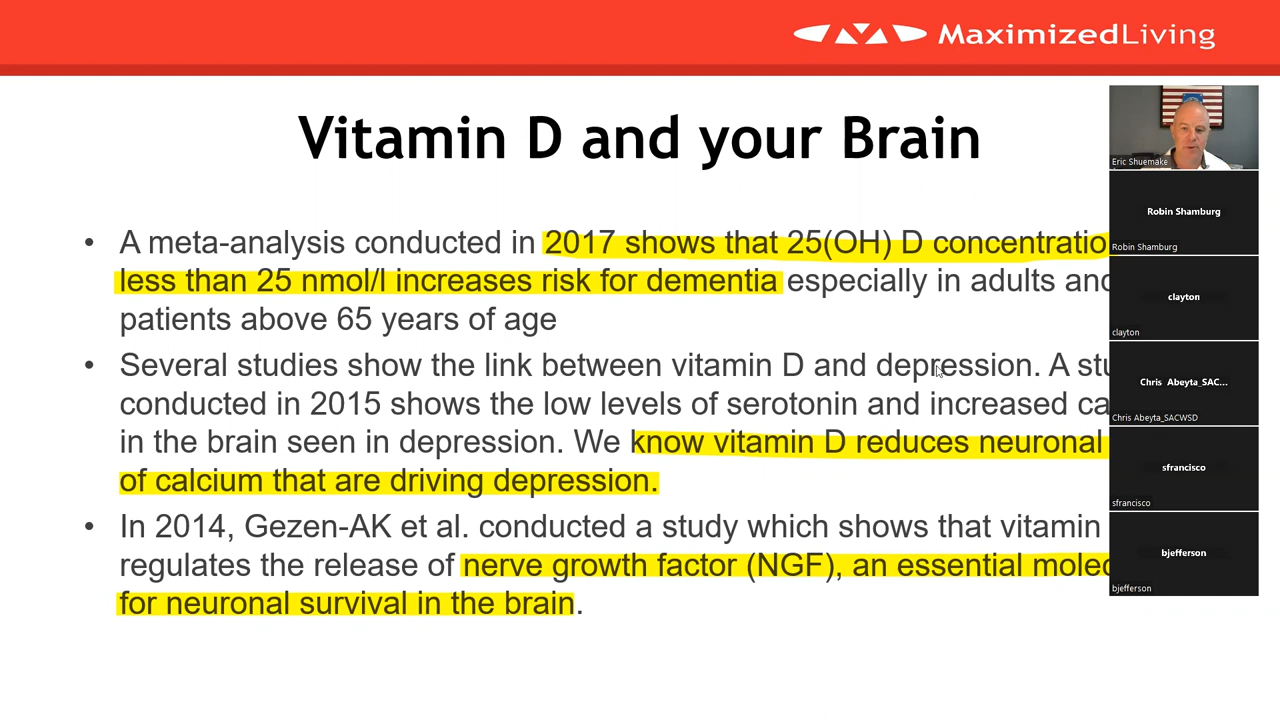 MaximizedLiving
Vitamin D and your Brain
• A meta-analysis conducted in 2017 shows that 25(OH) D concentratio
less than 25 nmol/l increases risk for dementia especially in adults and
patients above 65 years of age
• Several studies show the link between vitamin D and depression. A stu
conducted in 2015 shows the low levels of serotonin and increased ca
in the brain seen in depression. We know vitamin D reduces neuronal
of calcium that are driving depression.
• In 2014, Gezen-AK et al. conducted a study which shows that vitamin
regulates the release of nerve growth factor (NGF), an essential molec
for neuronal survival in the brain.
Eric Shuemake
Robin Shamburg
Robin Shamburg
clayton
clayton
Chris Abeyta_SAC...
Chris Abeyta_SACWSD
sfrancisco
sfrancisco
bjefferson
bjefferson